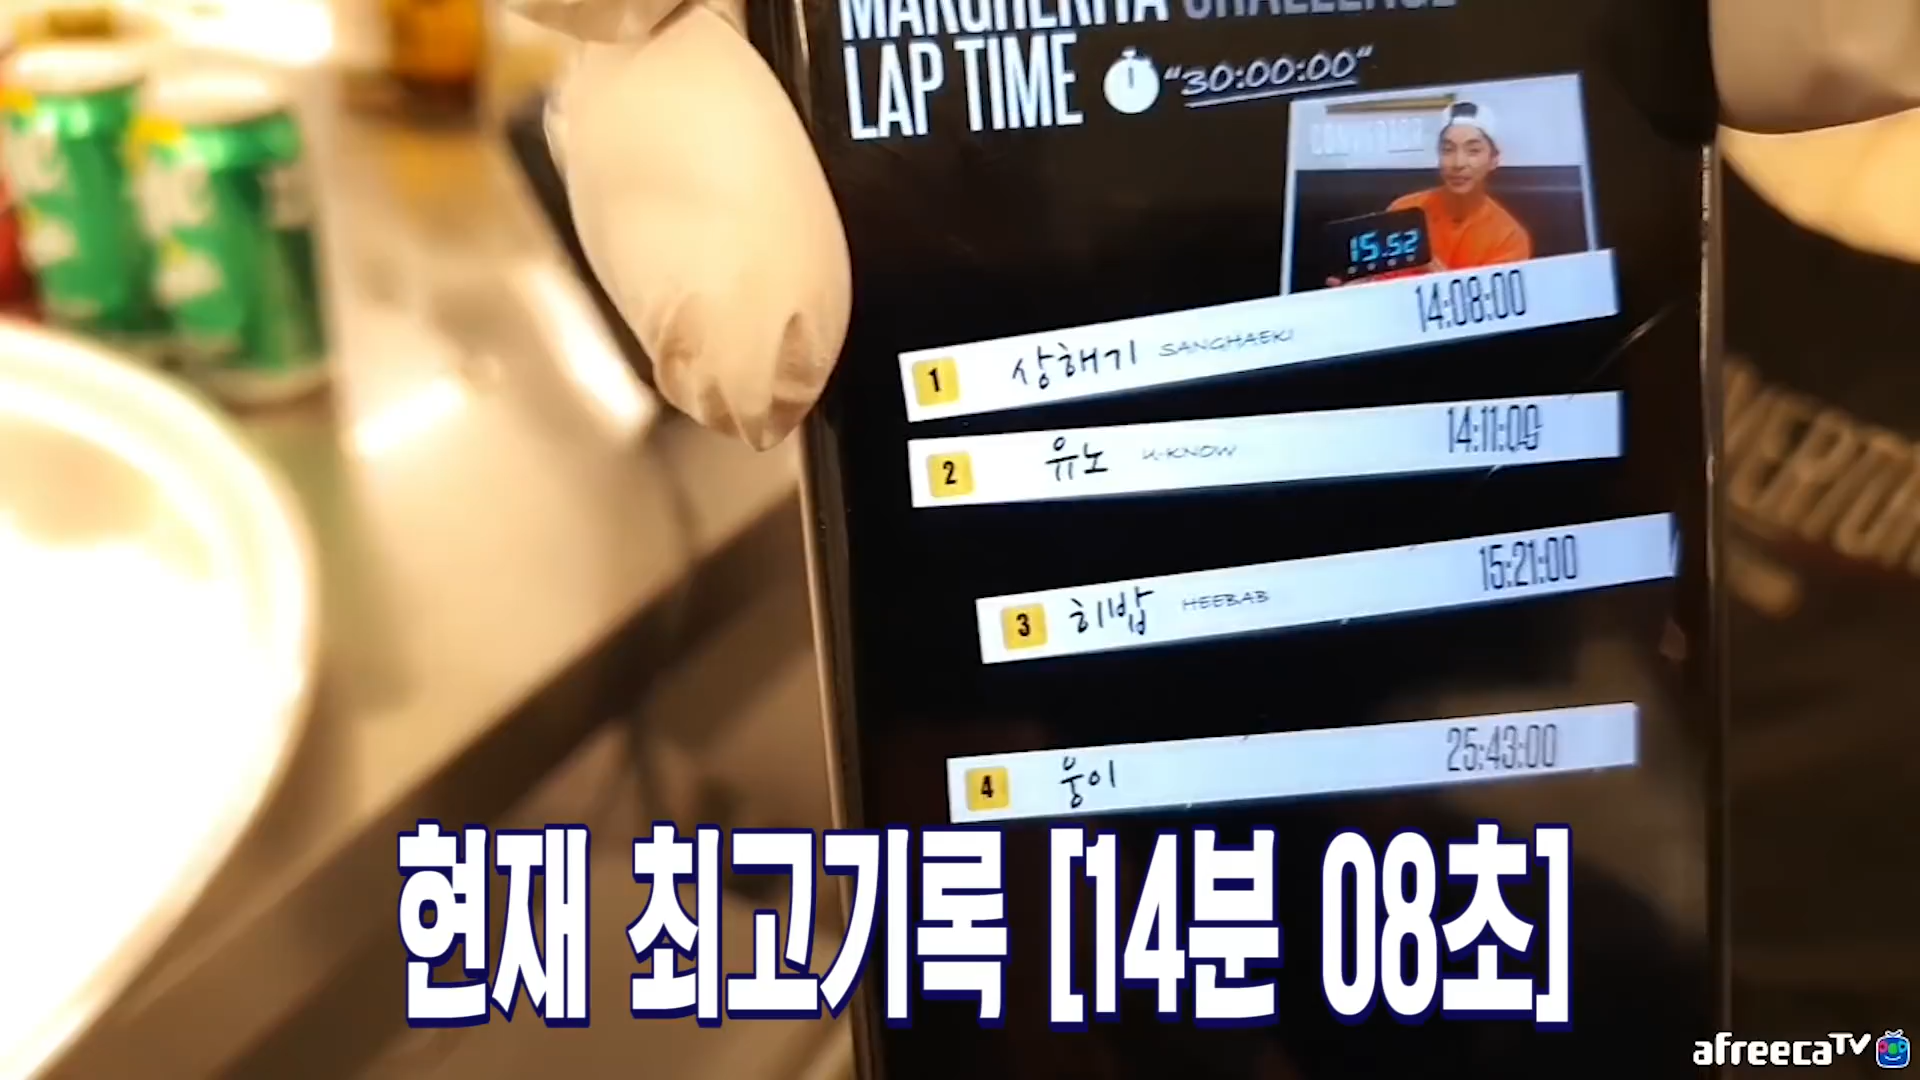 MARGHERITA CHALLENGE
LAP TIME "30:00:00"
15.52
1 상해기 SANGHAEKI 14:08:00
2 유노 U-KNOW 14:11:00
3 히밥 HEEBAB 15:21:00
4 웅이 25:43:00
현재 최고기록 [14분 08초]
afreecaTV